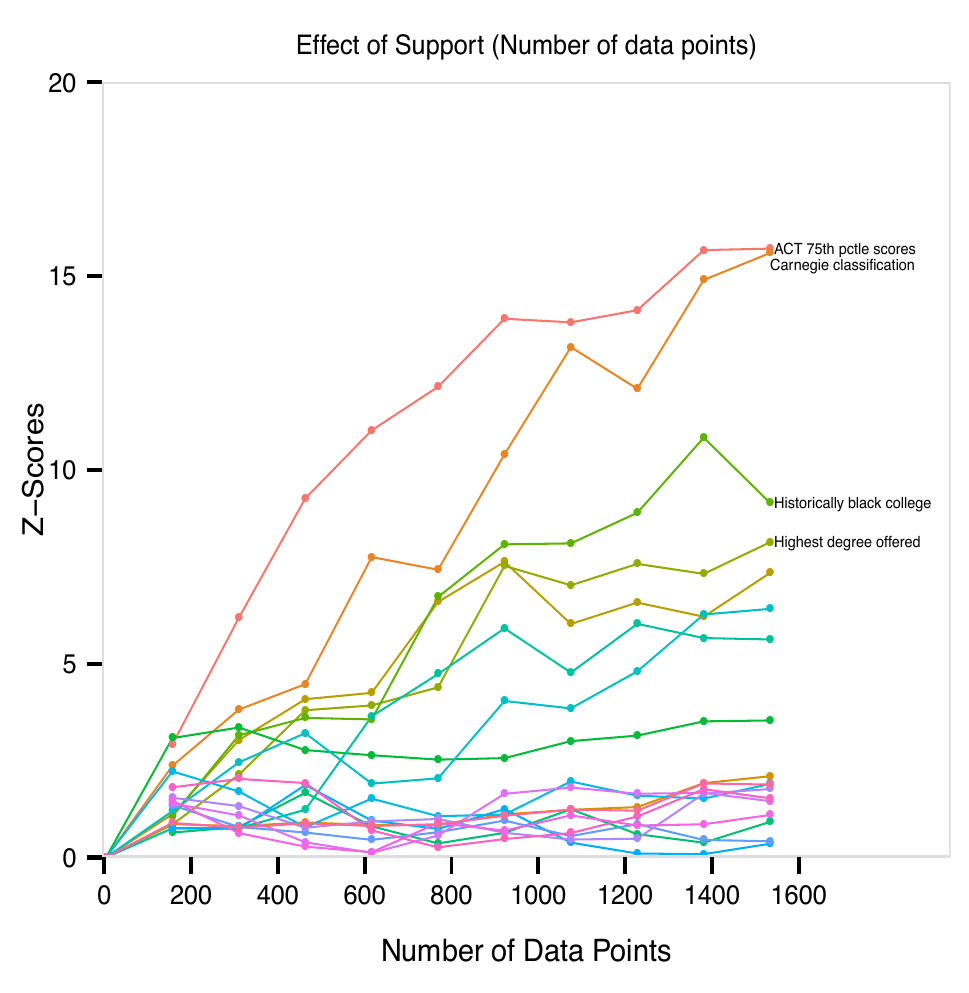 Effect of Support (Number of data points)
20
15
10
5
0
Z−Scores
ACT 75th pctle scores
Carnegie classification
Historically black college
Highest degree offered
0 200 400 600 800 1000 1200 1400 1600
Number of Data Points